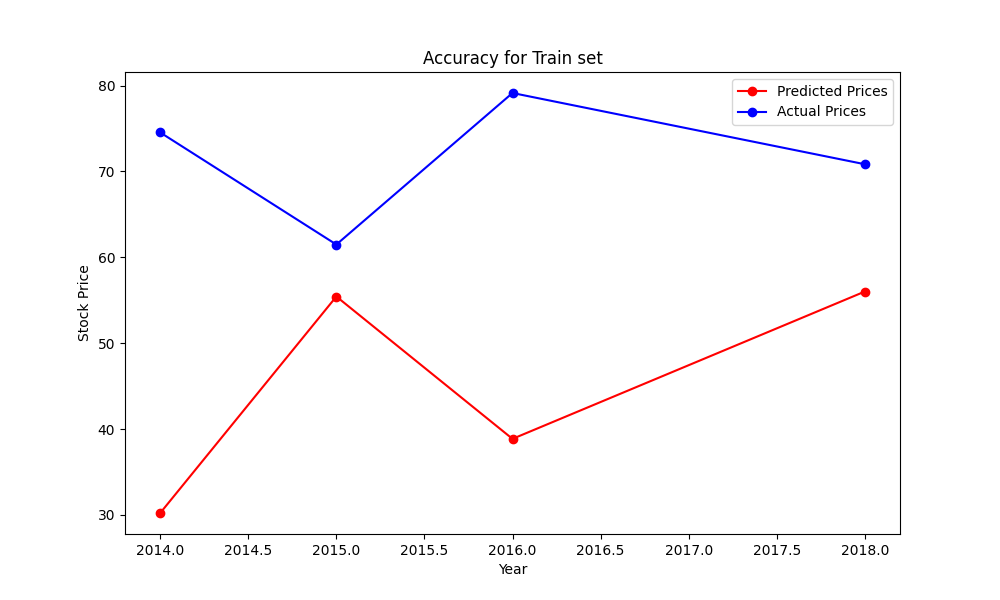 Accuracy for Train set
Predicted Prices
Actual Prices
80
70
60
50
40
30
Stock Price
2014.0 2014.5 2015.0 2015.5 2016.0 2016.5 2017.0 2017.5 2018.0
Year